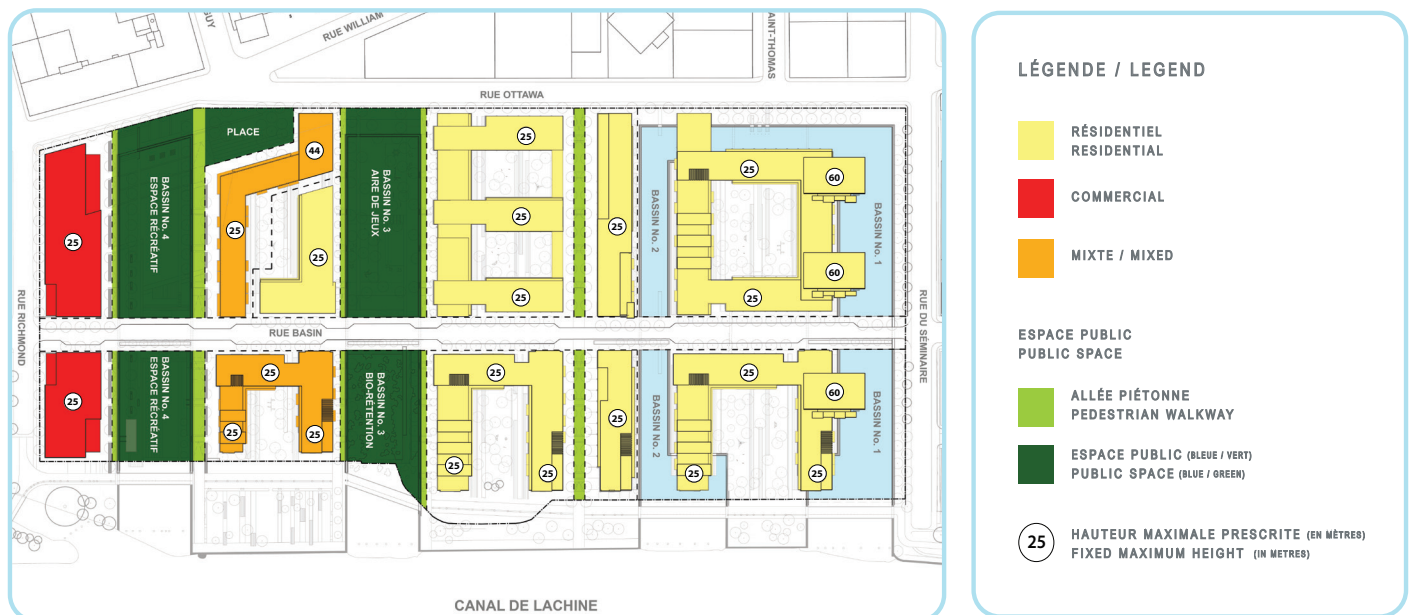 GUY
RUE WILLIAM
AINT-THOMAS
RUE OTTAWA
PLACE
44
25
BASSIN No. 4
ESPACE RÉCRÉATIF
25
25
BASSIN No. 3
AIRE DE JEUX
25
25
25
25
BASSIN No. 2
25
60
60
25
BASSIN No. 1
RUE RICHMOND
RUE BASIN
RUE DU SÉMINAIRE
25
BASSIN No. 4
ESPACE RÉCRÉATIF
25
25
25
BASSIN No.3
BIO-RÉTENTION
25
25
25
25
BASSIN No. 2
25
60
25
25
BASSIN No. 1
CANAL DE LACHINE
LÉGENDE / LEGEND
RÉSIDENTIEL
RESIDENTIAL
COMMERCIAL
MIXTE / MIXED
ESPACE PUBLIC
PUBLIC SPACE
ALLÉE PIÉTONNE
PEDESTRIAN WALKWAY
ESPACE PUBLIC (BLEUE / VERT)
PUBLIC SPACE (BLUE / GREEN)
25
HAUTEUR MAXIMALE PRESCRITE (EN MÈTRES)
FIXED MAXIMUM HEIGHT (IN METRES)